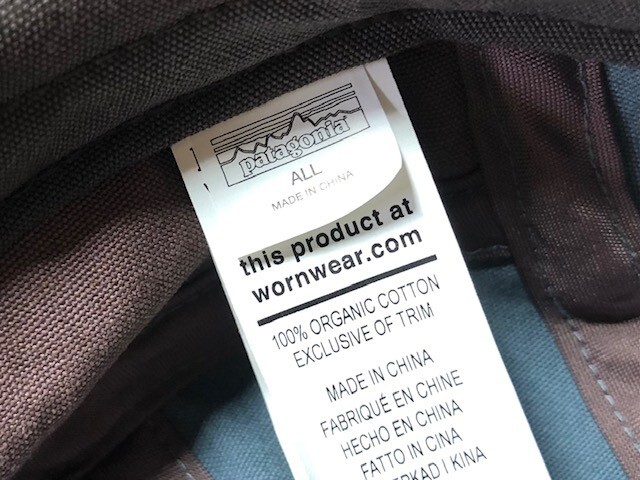 patagonia®
ALL
MADE IN CHINA
this product at
wornwear.com
100% ORGANIC COTTON
EXCLUSIVE OF TRIM
MADE IN CHINA
FABRIQUÉ EN CHINE
HECHO EN CHINA
FATTO IN CINA
I KINA